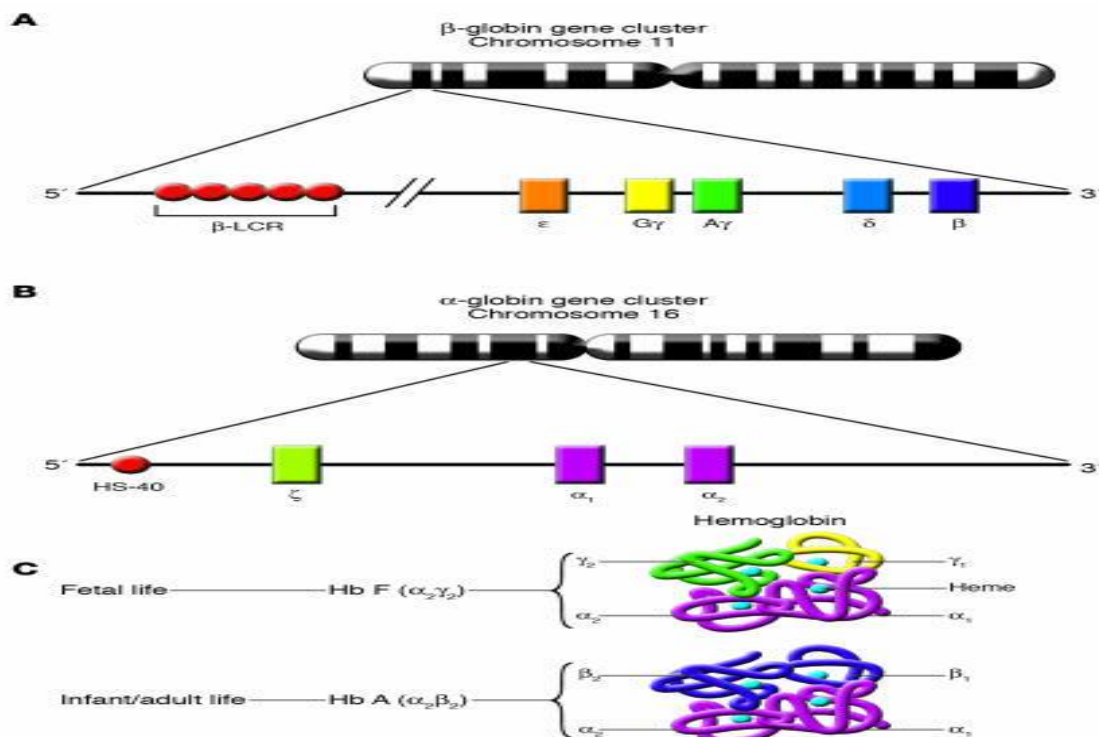 A
β-globin gene cluster
Chromosome 11
5´ 3´
β-LCR
ε Gγ Aγ δ β
B
α-globin gene cluster
Chromosome 16
5´ 3´
HS-40 ζ α₁ α₂
Hemoglobin
C
γ₂ γ₁
Fetal life Hb F (α₂γ₂) Heme
α₂ α₁
β₂ β₁
Infant/adult life Hb A (α₂β₂)
α₂ α₁